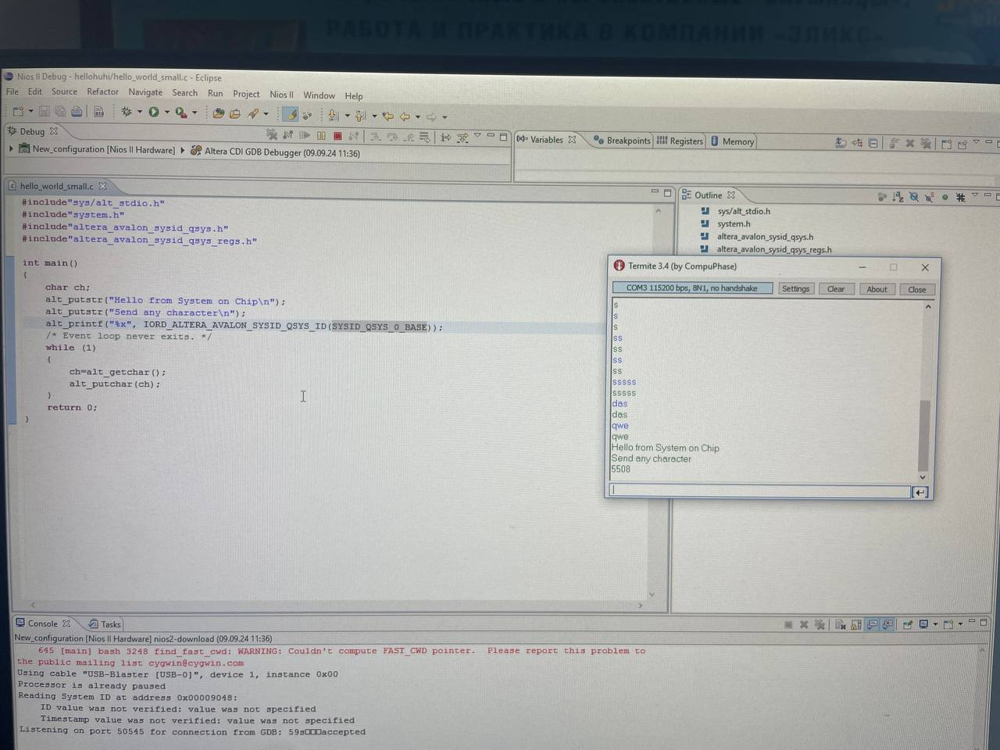 РАБОТА И ПРАКТИКА В КОМПАНИИ «ЭЛИКС»
Nios II Debug - hellohuhi/hello_world_small.c - Eclipse
File Edit Source Refactor Navigate Search Run Project Nios II Window Help
Debug
New_configuration [Nios II Hardware] Altera CDI GDB Debugger (09.09.24 11:36)
(x)= Variables Breakpoints Registers Memory
hello_world_small.c
#include"sys/alt_stdio.h"
#include"system.h"
#include"altera_avalon_sysid_qsys.h"
#include"altera_avalon_sysid_qsys_regs.h"
int main()
{
char ch;
alt_putstr("Hello from System on Chip\n");
alt_putstr("Send any character\n");
alt_printf("%x", IORD_ALTERA_AVALON_SYSID_QSYS_ID(SYSID_QSYS_0_BASE));
/* Event loop never exits. */
while (1)
{
ch=alt_getchar();
alt_putchar(ch);
}
return 0;
}
Outline
sys/alt_stdio.h
system.h
altera_avalon_sysid_qsys.h
altera_avalon_sysid_qsys_regs.h
Termite 3.4 (by CompuPhase)
COM3 115200 bps, 8N1, no handshake Settings Clear About Close
s
s
s
ss
ss
ss
ss
sssss
sssss
das
das
qwe
qwe
Hello from System on Chip
Send any character
5508
Console Tasks
New_configuration [Nios II Hardware] nios2-download (09.09.24 11:36)
645 [main] bash 3248 find_fast_cwd: WARNING: Couldn't compute FAST_CWD pointer. Please report this problem to
the public mailing list cygwin@cygwin.com
Using cable "USB-Blaster [USB-0]", device 1, instance 0x00
Processor is already paused
Reading System ID at address 0x00009048:
ID value was not verified: value was not specified
Timestamp value was not verified: value was not specified
Listening on port 50545 for connection from GDB: 59s□□□accepted